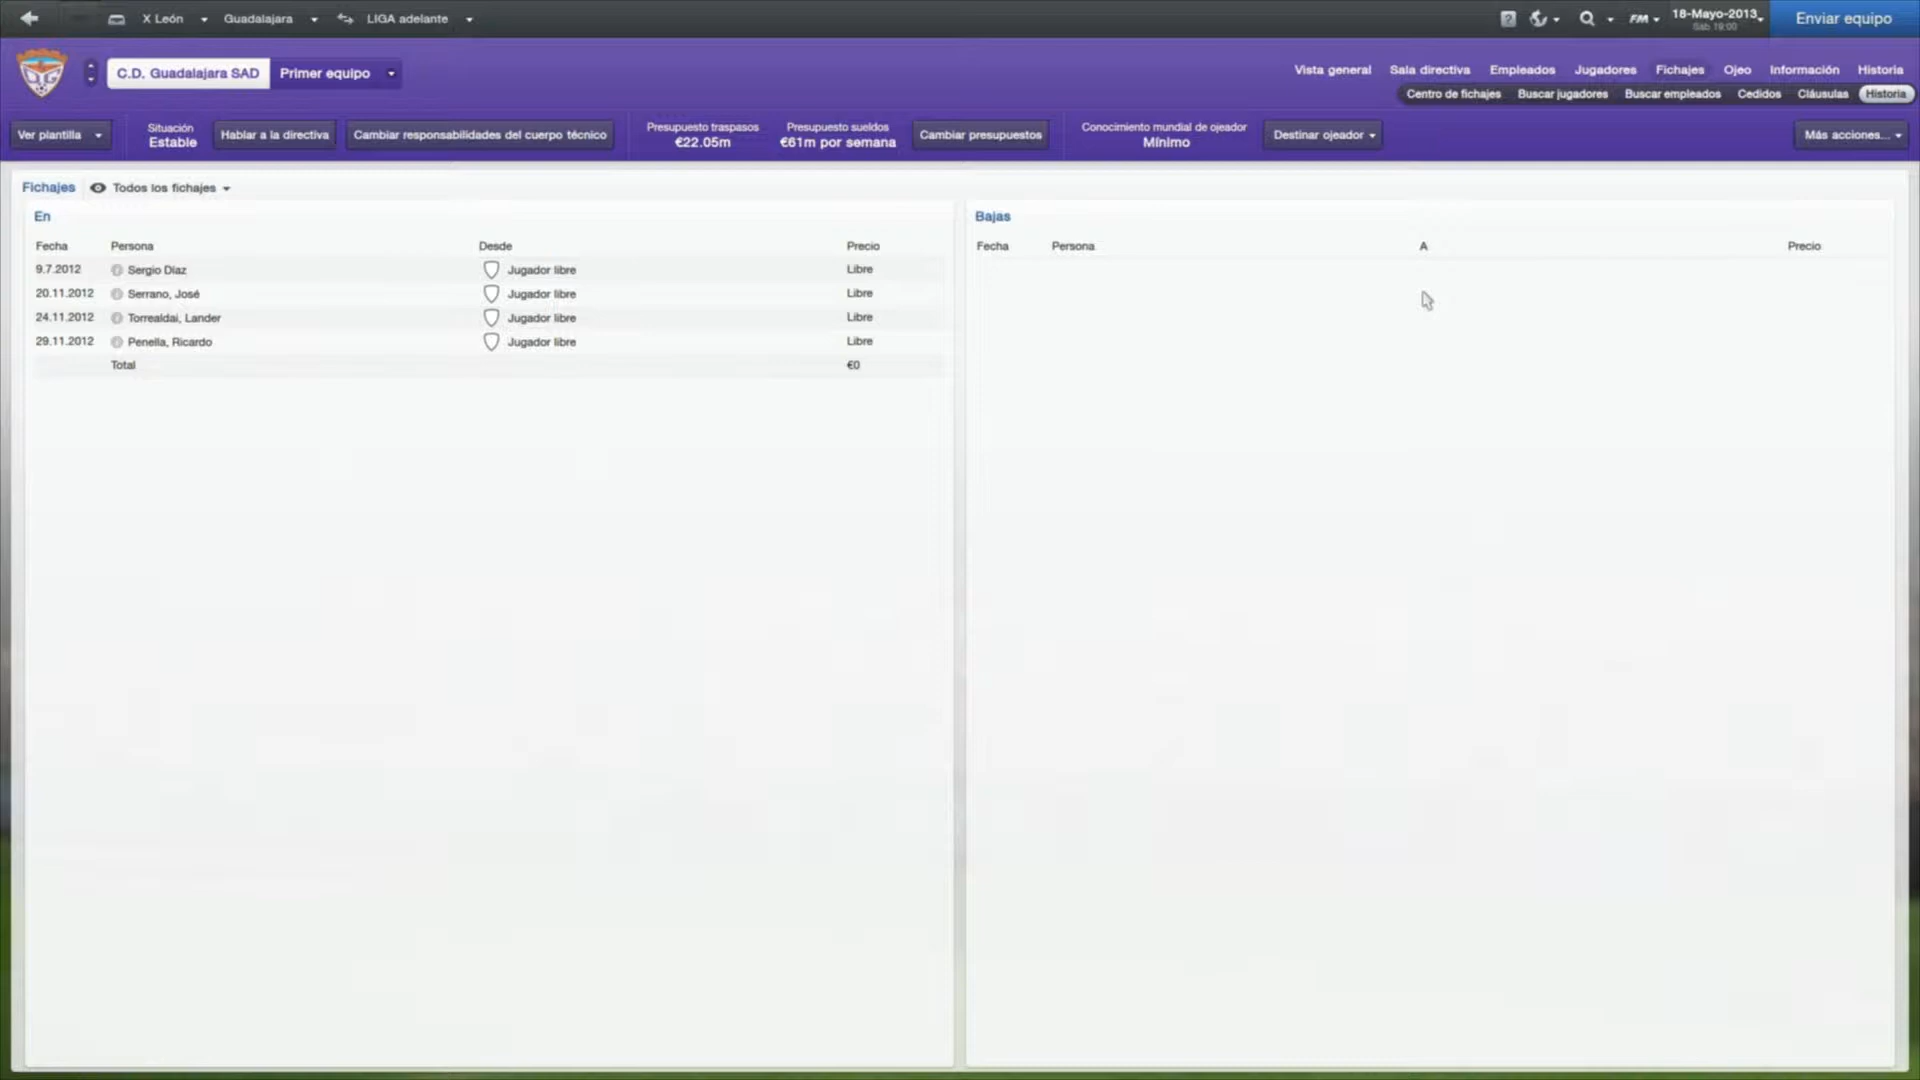 X León Guadalajara LIGA adelante FM 18-Mayo-2013 Enviar equipo
Sáb 19:00
C.D. Guadalajara SAD Primer equipo
Vista general Sala directiva Empleados Jugadores Fichajes Ojeo Información Historia
Centro de fichajes Buscar jugadores Buscar empleados Cedidos Cláusulas Historia
Ver plantilla
Situación
Estable
Hablar a la directiva
Cambiar responsabilidades del cuerpo técnico
Presupuesto traspasos
€22.05m
Presupuesto sueldos
€61m por semana
Cambiar presupuestos
Conocimiento mundial de ojeador
Mínimo
Destinar ojeador
Más acciones...
Fichajes Todos los fichajes
En
Fecha Persona Desde Precio
9.7.2012 Sergio Díaz Jugador libre Libre
20.11.2012 Serrano, José Jugador libre Libre
24.11.2012 Torrealdai, Lander Jugador libre Libre
29.11.2012 Penella, Ricardo Jugador libre Libre
Total €0
Bajas
Fecha Persona A Precio